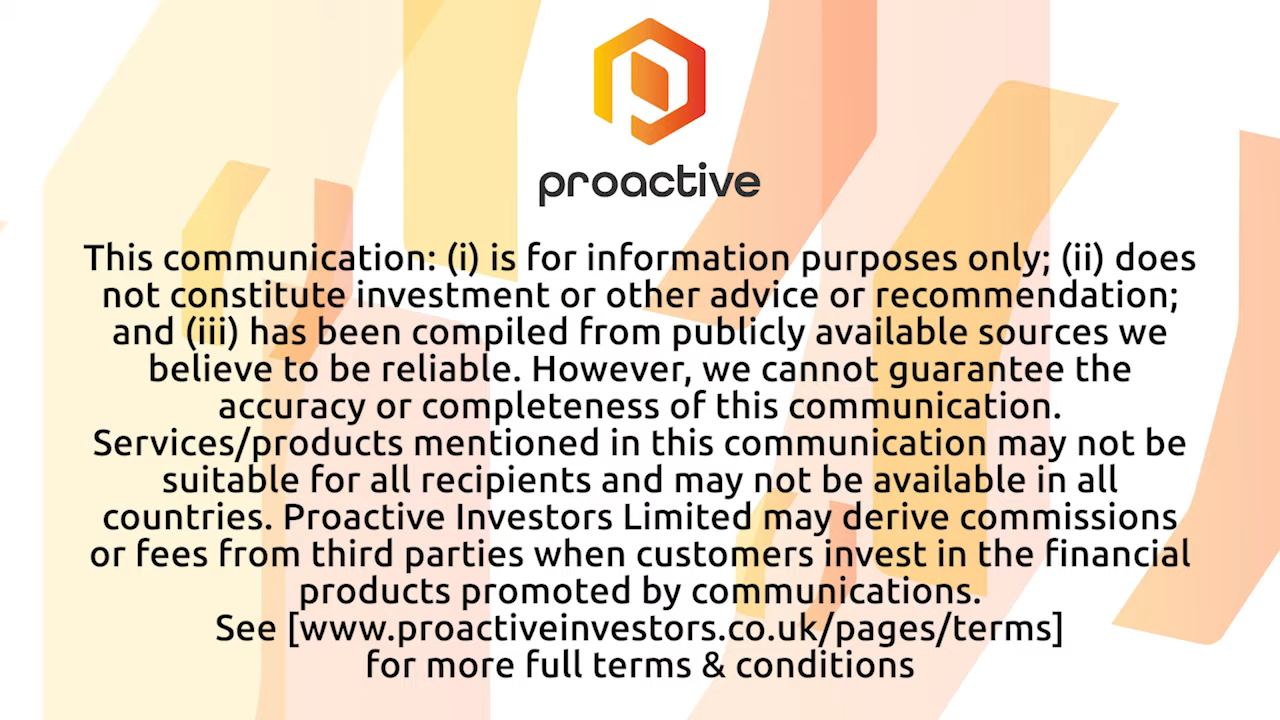 proactive
This communication: (i) is for information purposes only; (ii) does
not constitute investment or other advice or recommendation;
and (iii) has been compiled from publicly available sources we
believe to be reliable. However, we cannot guarantee the
accuracy or completeness of this communication.
Services/products mentioned in this communication may not be
suitable for all recipients and may not be available in all
countries. Proactive Investors Limited may derive commissions
or fees from third parties when customers invest in the financial
products promoted by communications.
See [www.proactiveinvestors.co.uk/pages/terms]
for more full terms & conditions